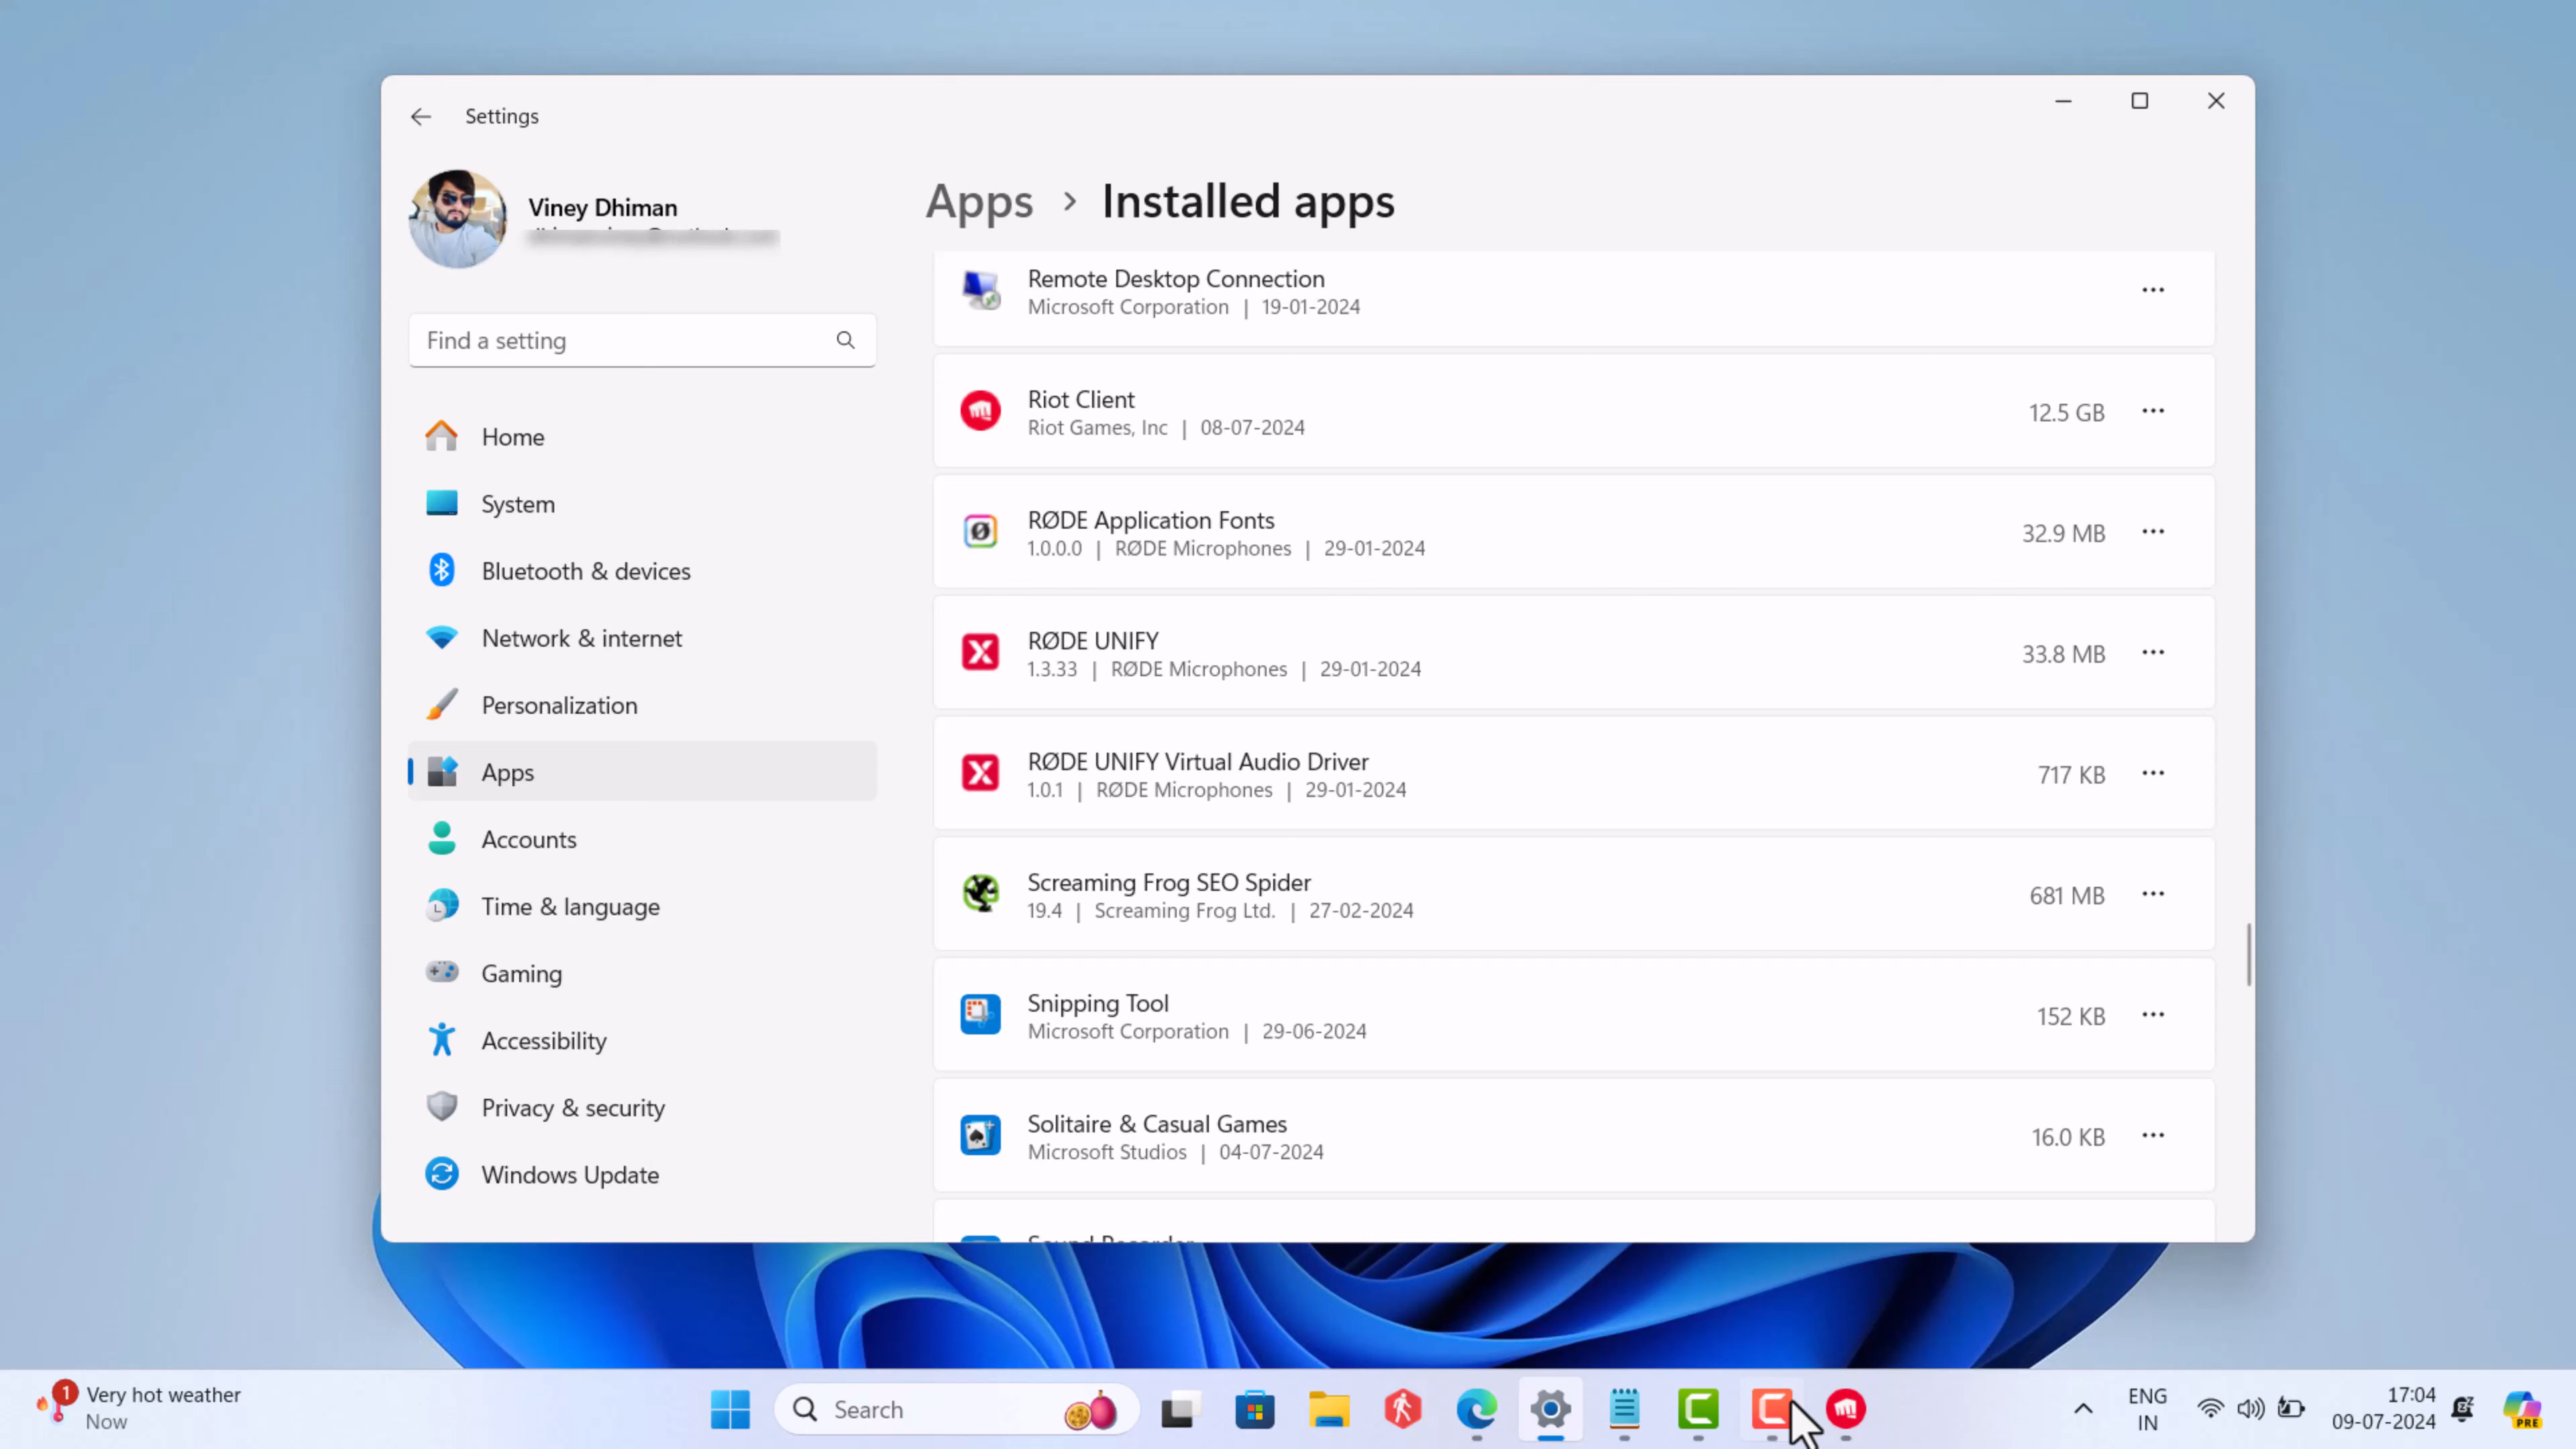 Settings
Viney Dhiman
Find a setting
Home
System
Bluetooth & devices
Network & internet
Personalization
Apps
Accounts
Time & language
Gaming
Accessibility
Privacy & security
Windows Update
Apps > Installed apps
Remote Desktop Connection
Microsoft Corporation | 19-01-2024
Riot Client
Riot Games, Inc | 08-07-2024
12.5 GB
RØDE Application Fonts
1.0.0.0 | RØDE Microphones | 29-01-2024
32.9 MB
RØDE UNIFY
1.3.33 | RØDE Microphones | 29-01-2024
33.8 MB
RØDE UNIFY Virtual Audio Driver
1.0.1 | RØDE Microphones | 29-01-2024
717 KB
Screaming Frog SEO Spider
19.4 | Screaming Frog Ltd. | 27-02-2024
681 MB
Snipping Tool
Microsoft Corporation | 29-06-2024
152 KB
Solitaire & Casual Games
Microsoft Studios | 04-07-2024
16.0 KB
Sound Recorder
1
Very hot weather
Now
Search
ENG
IN
17:04
09-07-2024
PRE